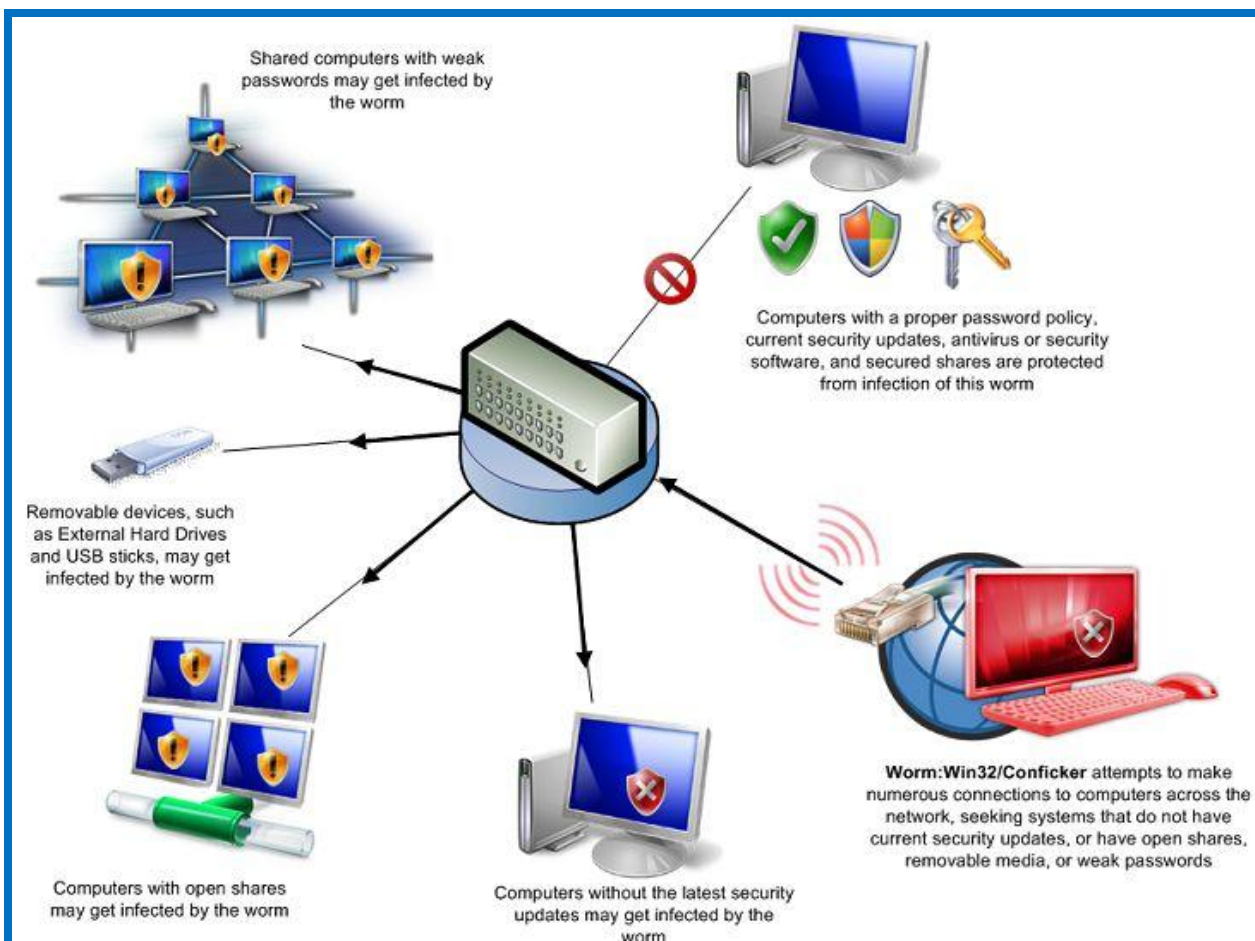 Shared computers with weak
passwords may get infected by
the worm
Computers with a proper password policy,
current security updates, antivirus or security
software, and secured shares are protected
from infection of this worm
Removable devices, such
as External Hard Drives
and USB sticks, may get
infected by the worm
Worm:Win32/Conficker attempts to make
numerous connections to computers across the
network, seeking systems that do not have
current security updates, or have open shares,
removable media, or weak passwords
Computers with open shares
may get infected by the worm
Computers without the latest security
updates may get infected by the
worm